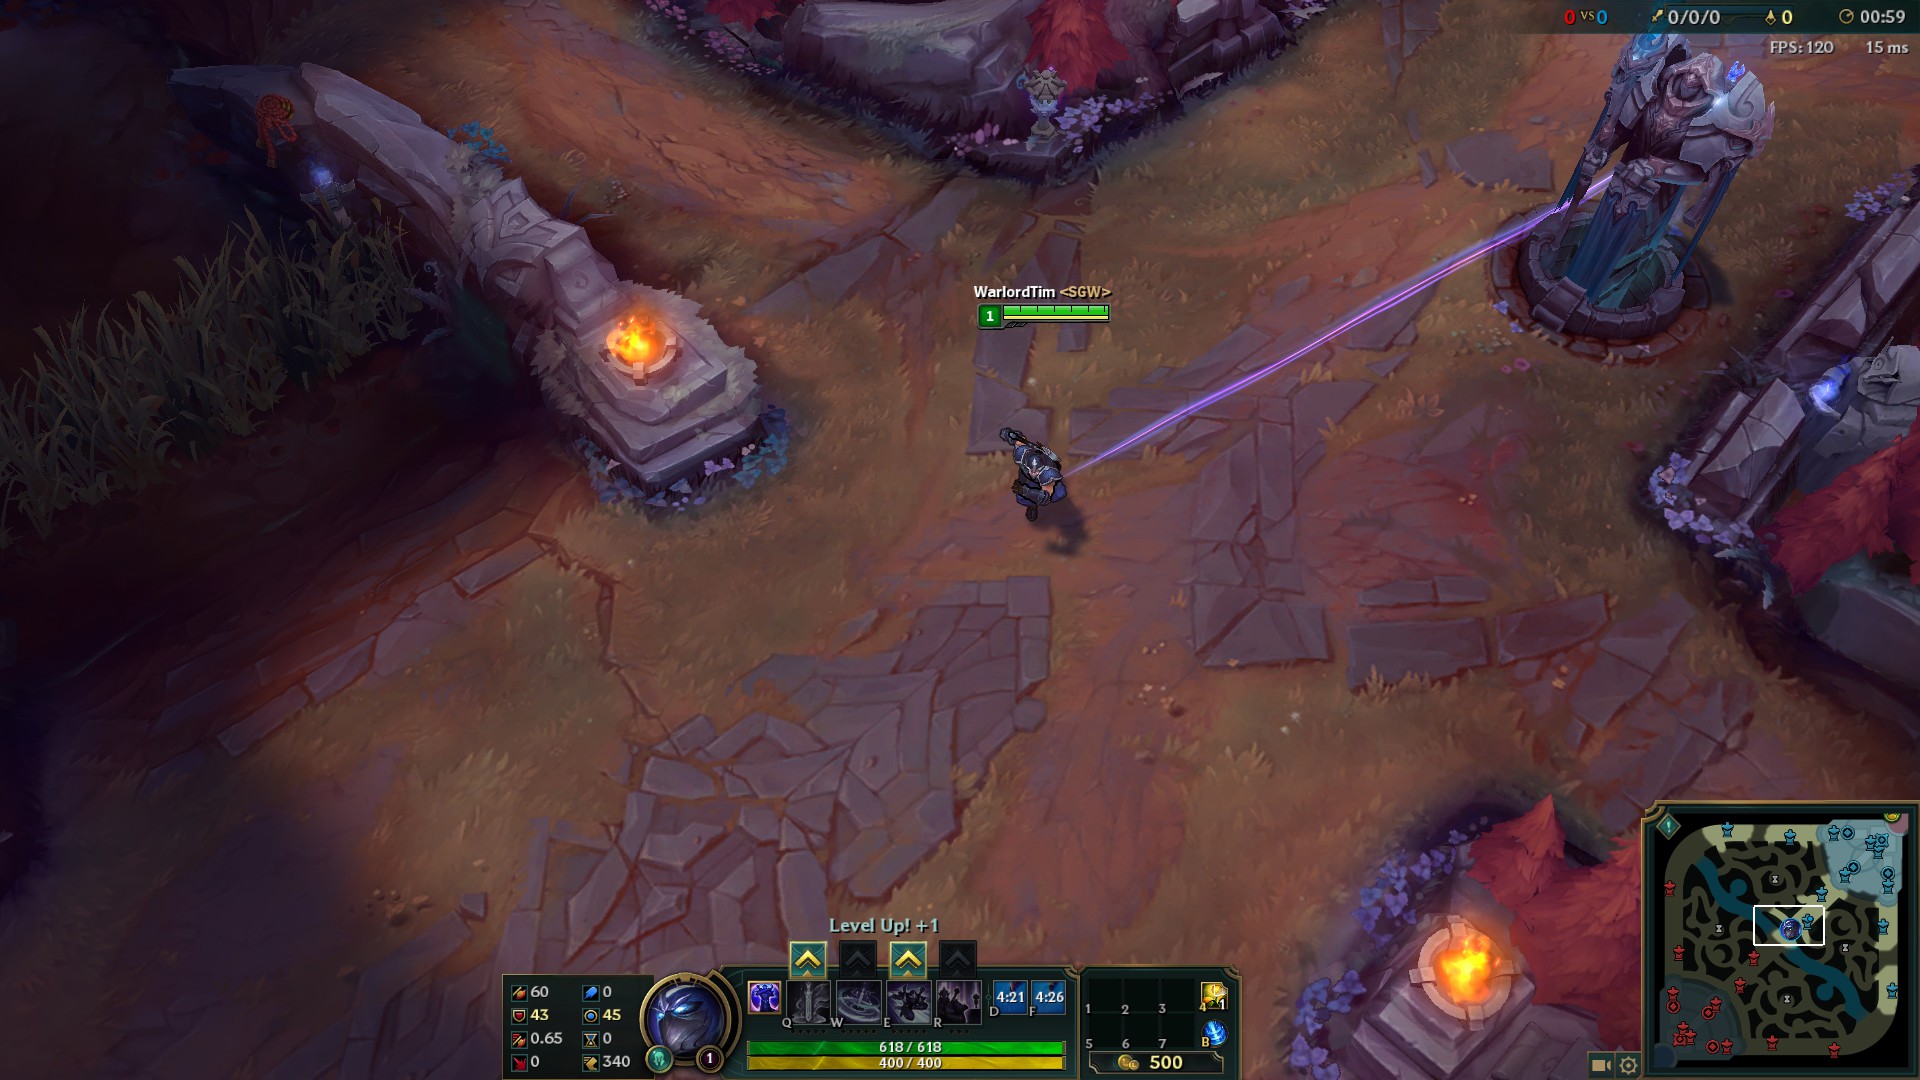 0 VS 0 0/0/0 0 00:59
FPS: 120 15 ms
WarlordTim <SGW>
1
Level Up! +1
60 0
43 45
0.65 0
0 340
1
Q W E R
4:21 4:26
D F
618 / 618
400 / 400
1 2 3 4 1
5 6 7 B
500